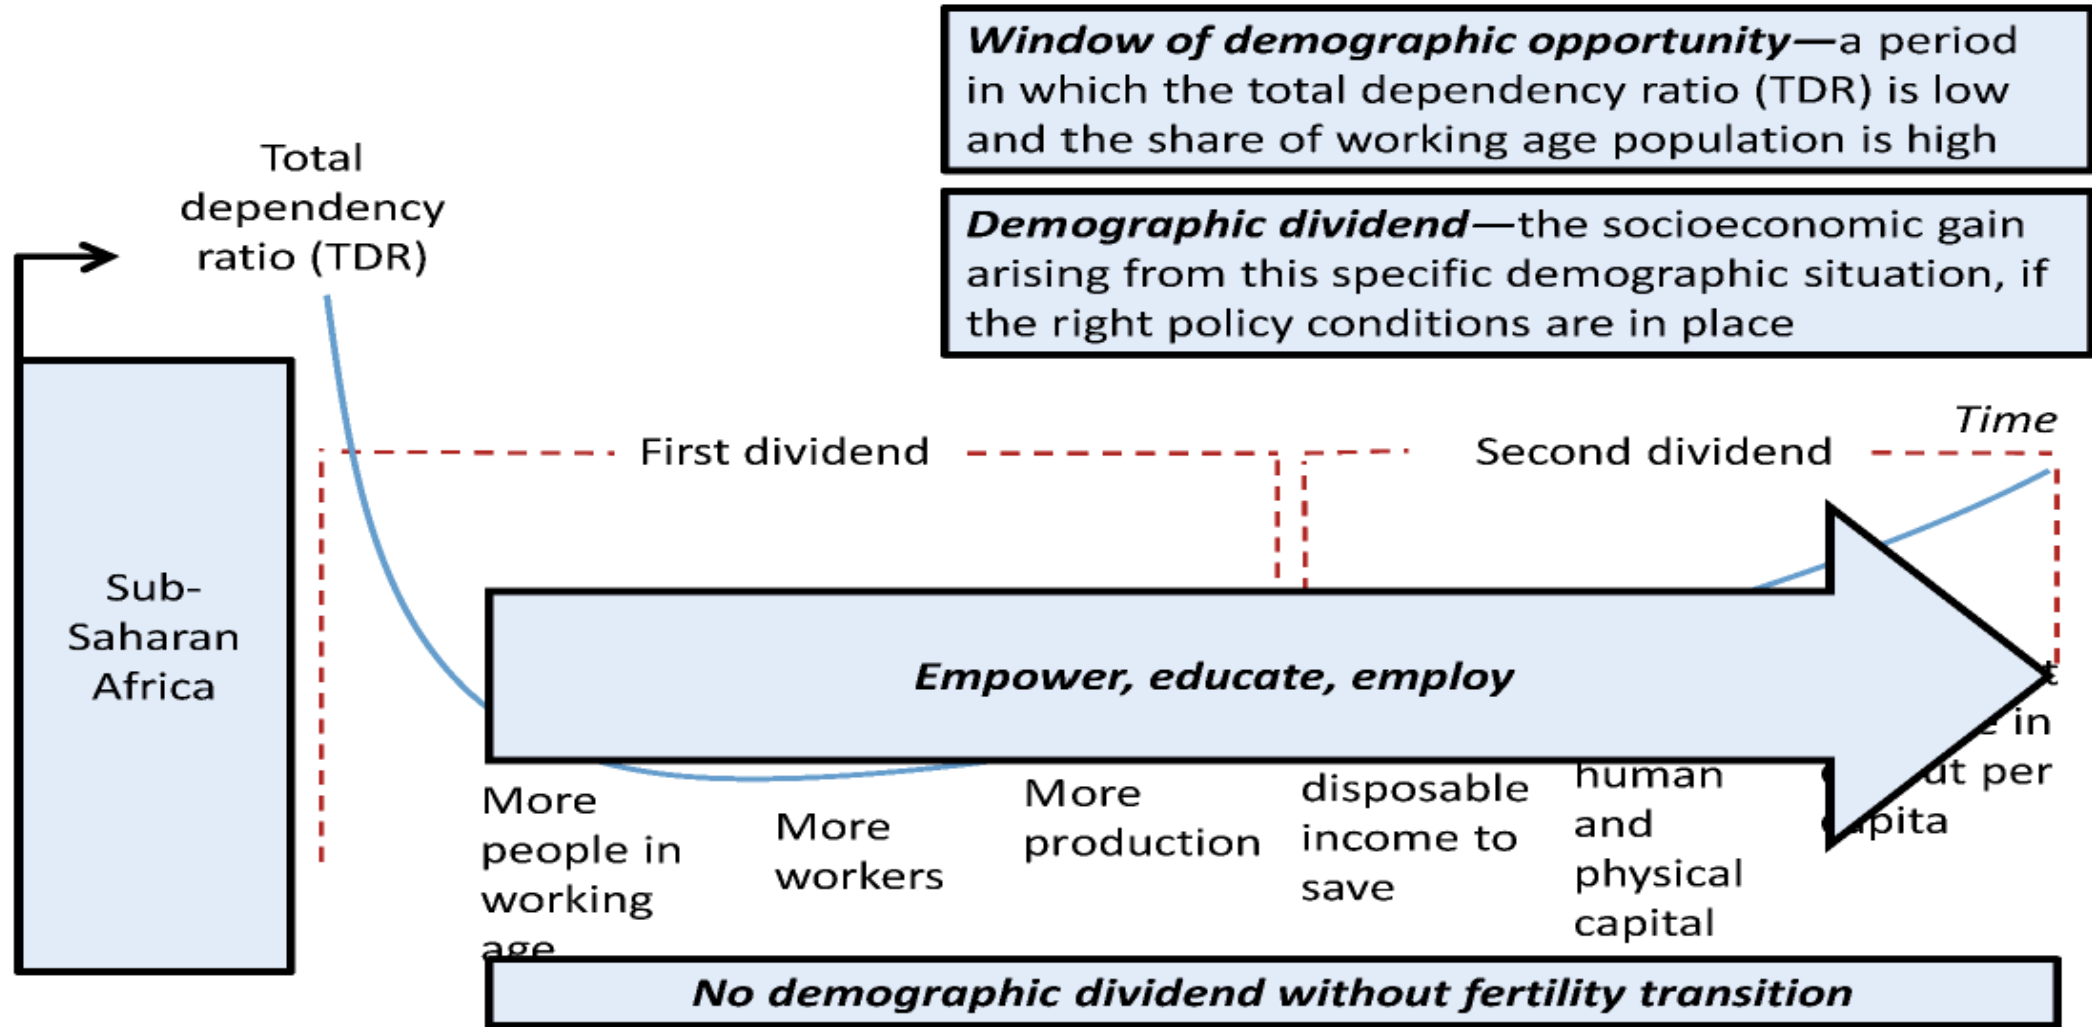 Window of demographic opportunity—a period
in which the total dependency ratio (TDR) is low
and the share of working age population is high
Demographic dividend—the socioeconomic gain
arising from this specific demographic situation, if
the right policy conditions are in place
Total
dependency
ratio (TDR)
Time
First dividend
Second dividend
Sub-
Saharan
Africa
Empower, educate, employ
More
people in
working
age
More
workers
More
production
disposable
income to
save
human
and
physical
capital
in
per
No demographic dividend without fertility transition